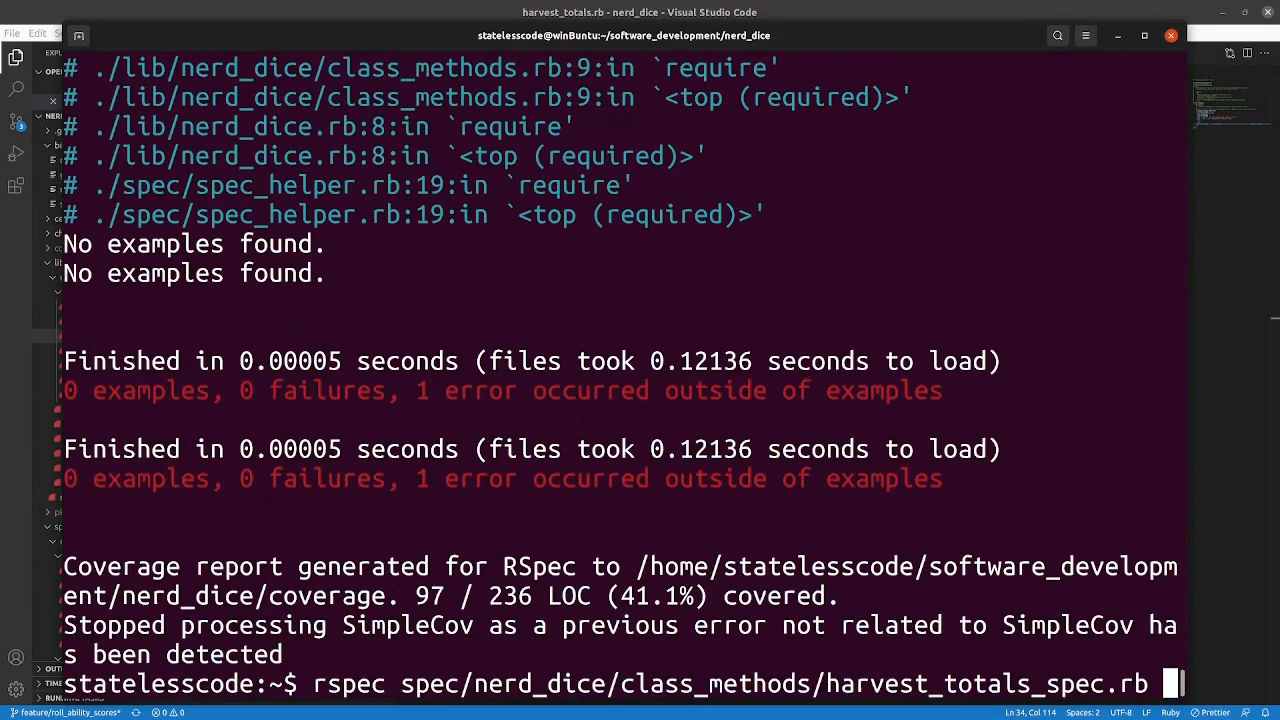 harvest_totals.rb - nerd_dice - Visual Studio Code
File Edit
statelesscode@winBuntu:~/software_development/nerd_dice
# ./lib/nerd_dice/class_methods.rb:9:in `require'
# ./lib/nerd_dice/class_methods.rb:9:in `<top (required)>'
# ./lib/nerd_dice.rb:8:in `require'
# ./lib/nerd_dice.rb:8:in `<top (required)>'
# ./spec/spec_helper.rb:19:in `require'
# ./spec/spec_helper.rb:19:in `<top (required)>'
No examples found.
No examples found.
Finished in 0.00005 seconds (files took 0.12136 seconds to load)
0 examples, 0 failures, 1 error occurred outside of examples
Finished in 0.00005 seconds (files took 0.12136 seconds to load)
0 examples, 0 failures, 1 error occurred outside of examples
Coverage report generated for RSpec to /home/statelesscode/software_developm
ent/nerd_dice/coverage. 97 / 236 LOC (41.1%) covered.
Stopped processing SimpleCov as a previous error not related to SimpleCov ha
s been detected
statelesscode:~$ rspec spec/nerd_dice/class_methods/harvest_totals_spec.rb
feature/roll_ability_scores* 0 0 Ln 34, Col 114 Spaces: 2 UTF-8 LF Ruby Prettier